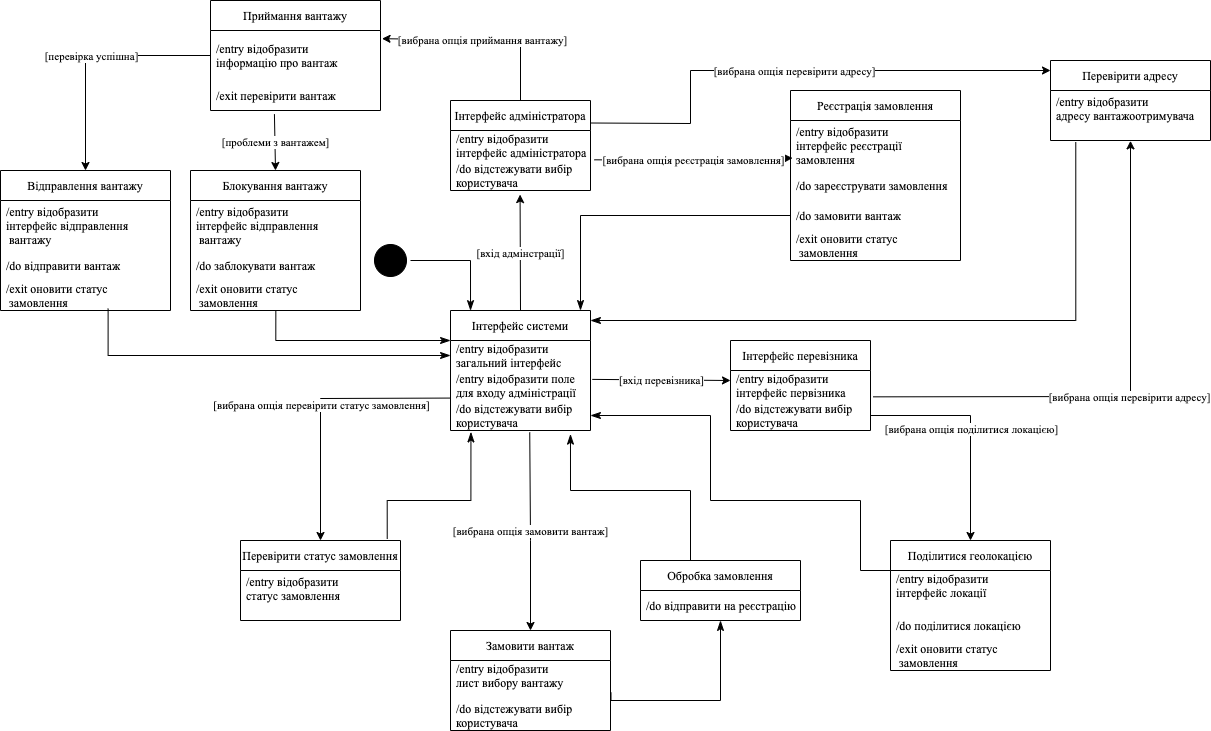 Приймання вантажу
/entry відобразити
інформацію про вантаж
/exit перевірити вантаж
[перевірка успішна]
[вибрана опція приймання вантажу]
[проблеми з вантажем]
Відправлення вантажу
/entry відобразити
інтерфейс відправлення
вантажу
/do відправити вантаж
/exit оновити статус
замовлення
Блокування вантажу
/entry відобразити
інтерфейс відправлення
вантажу
/do заблокувати вантаж
/exit оновити статус
замовлення
Інтерфейс адміністратора
/entry відобразити
інтерфейс адміністратора
/do відстежувати вибір
користувача
[вибрана опція перевірити адресу]
[вибрана опція реєстрація замовлення]
Реєстрація замовлення
/entry відобразити
інтерфейс реєстрації
замовлення
/do зареєструвати замовлення
/do замовити вантаж
/exit оновити статус
замовлення
Перевірити адресу
/entry відобразити
адресу вантажоотримувача
[вхід адмінстрації]
Інтерфейс системи
/entry відобразити
загальний інтерфейс
/entry відобразити поле
для входу адміністрації
/do відстежувати вибір
користувача
[вхід перевізника]
Інтерфейс перевізника
/entry відобразити
інтерфейс первізника
/do відстежувати вибір
користувача
[вибрана опція перевірити адресу]
[вибрана опція поділитися локацією]
[вибрана опція перевірити статус замовлення]
Перевірити статус замовлення
/entry відобразити
статус замовлення
[вибрана опція замовити вантаж]
Обробка замовлення
/do відправити на реєстрацію
Поділитися геолокацією
/entry відобразити
інтерфейс локації
/do поділитися локацією
/exit оновити статус
замовлення
Замовити вантаж
/entry відобразити
лист вибору вантажу
/do відстежувати вибір
користувача